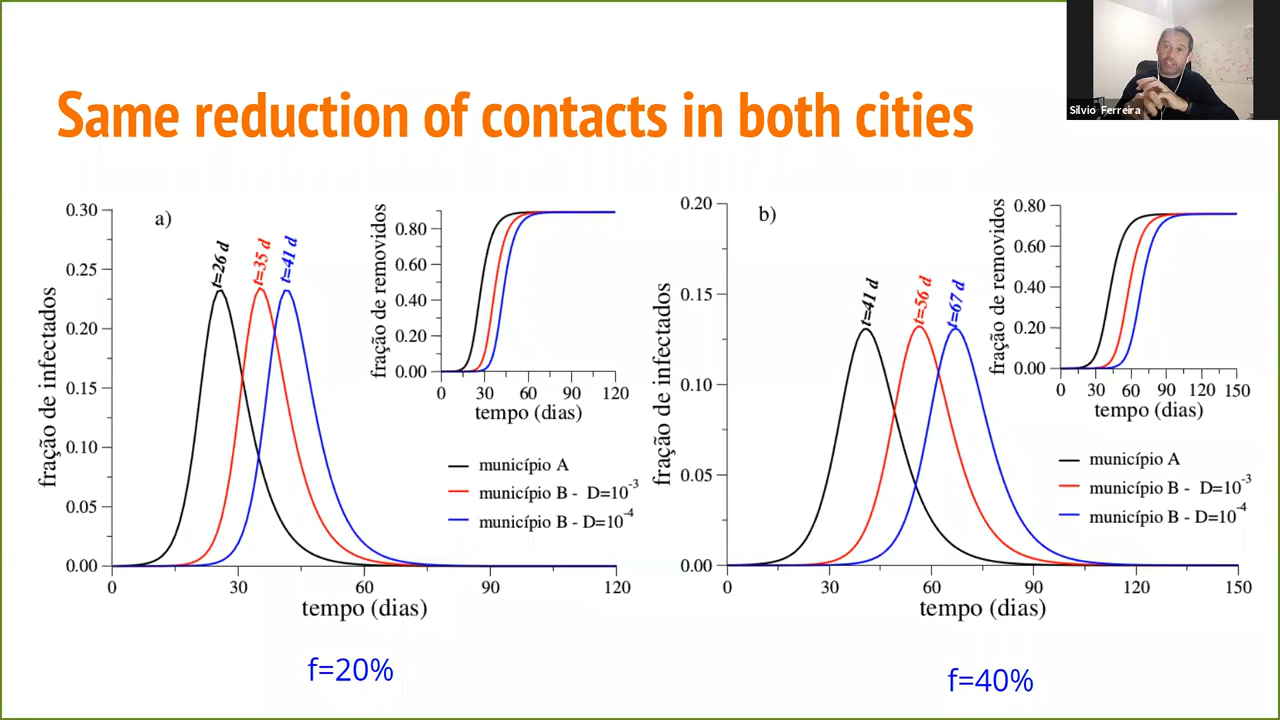 Same reduction of contacts in both cities
Silvio Ferreira
a)
fração de infectados
0.30
0.25
0.20
0.15
0.10
0.05
0.00
0 30 60 90 120
tempo (dias)
t=26 d
t=35 d
t=41 d
fração de removidos
0.80
0.60
0.40
0.20
0.00
0 30 60 90 120
tempo (dias)
município A
município B - D=10⁻³
município B - D=10⁻⁴
f=20%
b)
fração de infectados
0.20
0.15
0.10
0.05
0.00
0 30 60 90 120 150
tempo (dias)
t=41 d
t=56 d
t=67 d
fração de removidos
0.80
0.60
0.40
0.20
0.00
0 30 60 90 120 150
tempo (dias)
município A
município B - D=10⁻³
município B - D=10⁻⁴
f=40%